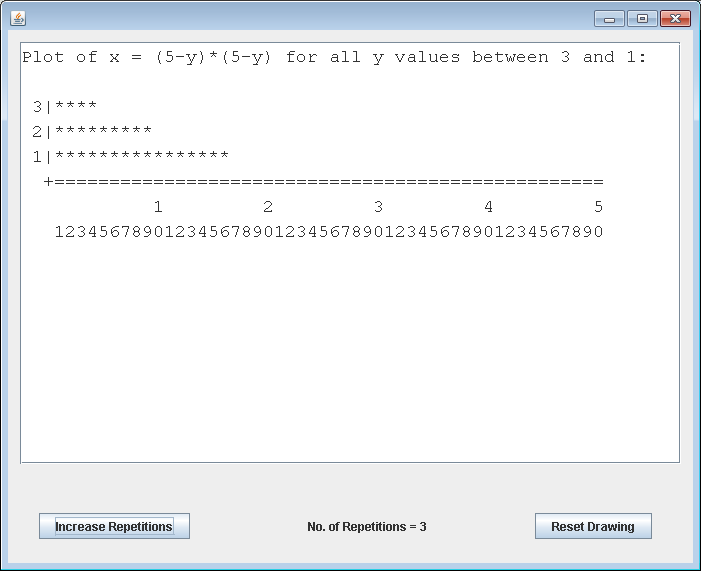 Plot of x = (5-y)*(5-y) for all y values between 3 and 1:
3|****
2|*********
1|****************
+==================================================
1         2         3         4         5
12345678901234567890123456789012345678901234567890
Increase Repetitions
No. of Repetitions = 3
Reset Drawing